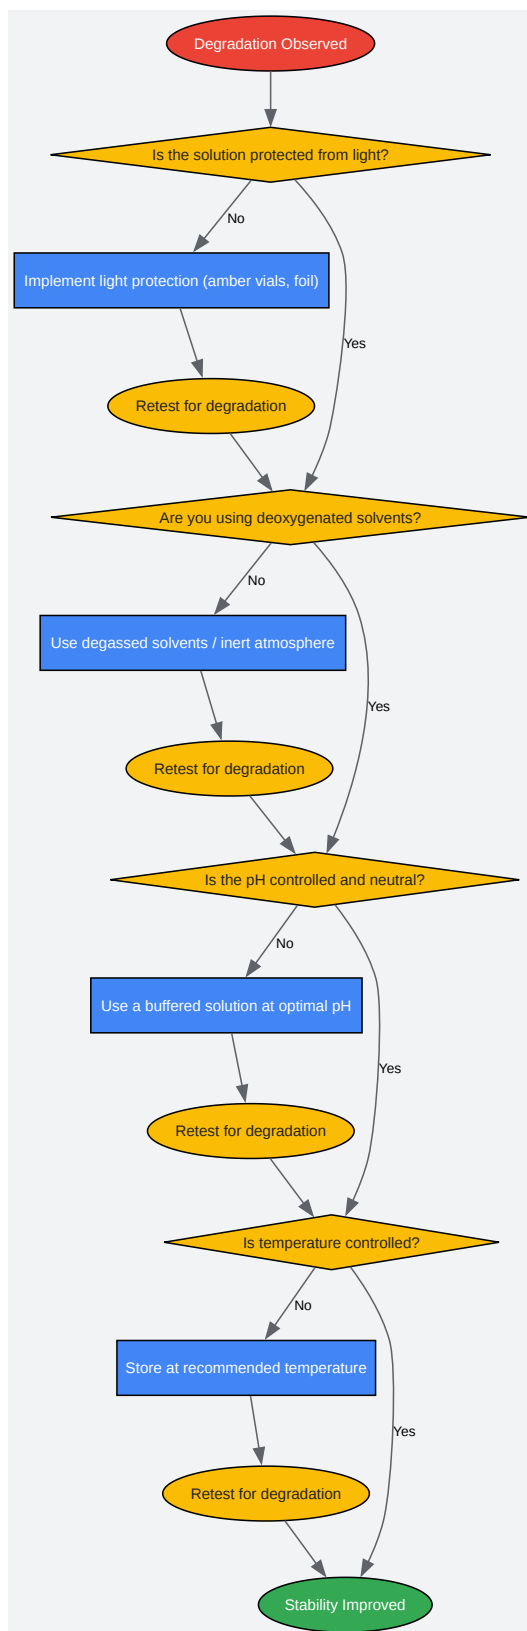 Degradation Observed
Is the solution protected from light?
No
Implement light protection (amber vials, foil)
Yes
Retest for degradation
Are you using deoxygenated solvents?
No
Use degassed solvents / inert atmosphere
Yes
Retest for degradation
Is the pH controlled and neutral?
No
Use a buffered solution at optimal pH
Yes
Retest for degradation
Is temperature controlled?
No
Store at recommended temperature
Yes
Retest for degradation
Stability Improved